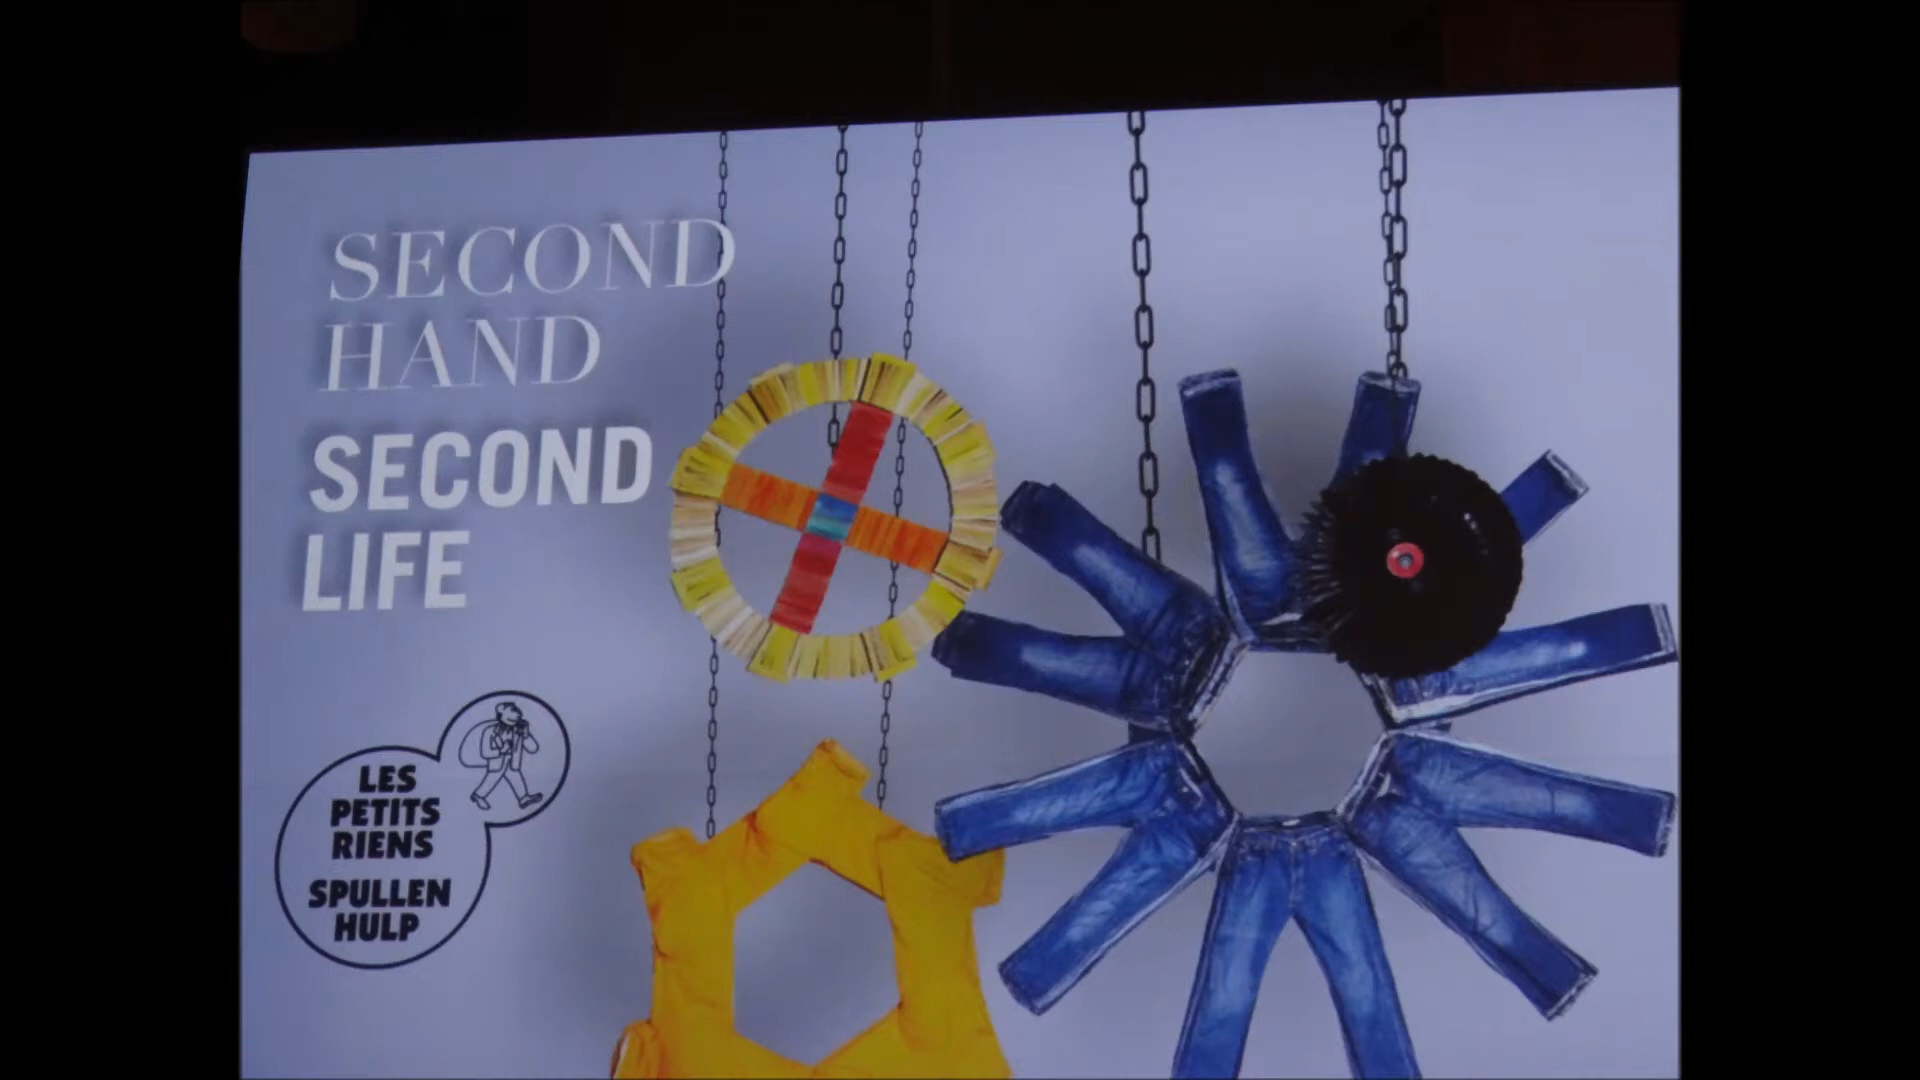 SECOND
HAND
SECOND
LIFE
LES
PETITS
RIENS
SPULLEN
HULP